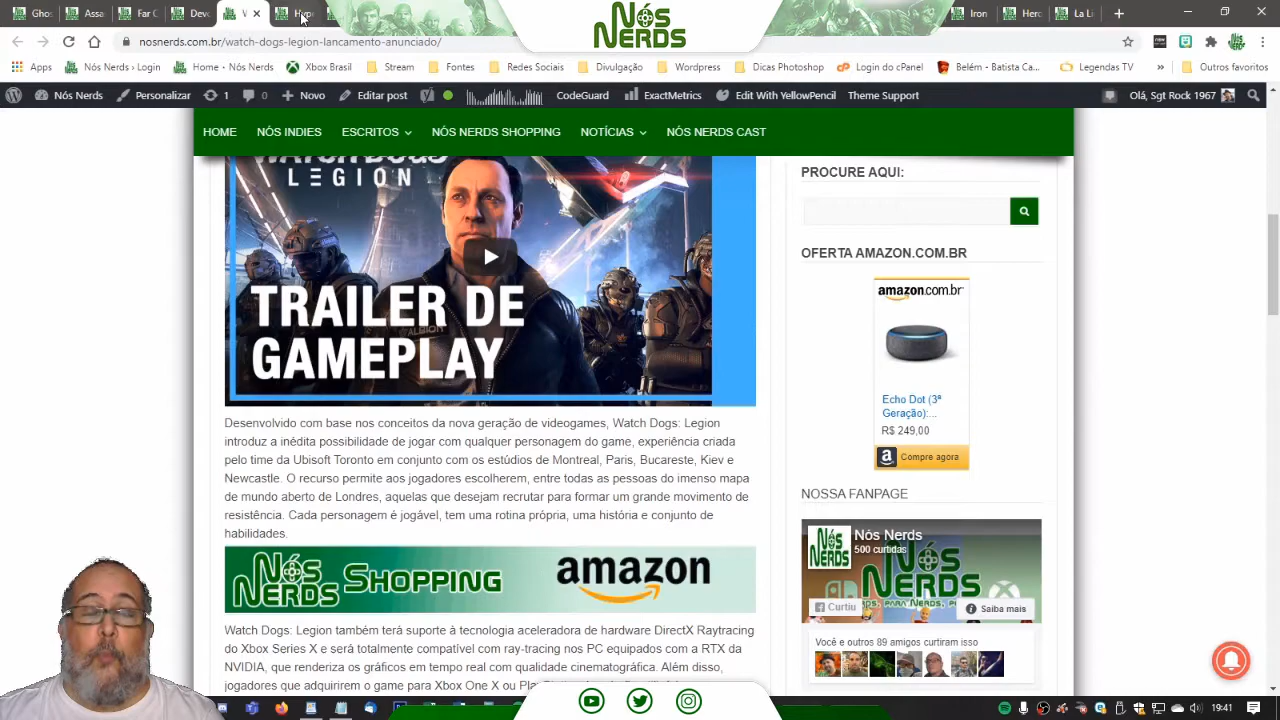 Nós
NERDS
nosnerds.com.br/watch-dogs-legion-lancamento-anunciado/
Apps
Nós Nerds › Login
Home - Nós Nerds
Xbox Brasil
Stream
Fontes
Redes Sociais
Divulgação
Wordpress
Dicas Photoshop
Login do cPanel
Belém - Batista Ca...
Legendas TV
»
Outros favoritos
Nós Nerds
Personalizar
1
0
Novo
Editar post
CodeGuard
ExactMetrics
Edit With YellowPencil
Theme Support
Olá, Sgt Rock 1967
HOME
NÓS INDIES
ESCRITOS
NÓS NERDS SHOPPING
NOTÍCIAS
NÓS NERDS CAST
WATCH DOGS
LEGION
ALBION
TRAILER DE
GAMEPLAY
Desenvolvido com base nos conceitos da nova geração de videogames, Watch Dogs: Legion
introduz a inédita possibilidade de jogar com qualquer personagem do game, experiência criada
pelo time da Ubisoft Toronto em conjunto com os estúdios de Montreal, Paris, Bucareste, Kiev e
Newcastle. O recurso permite aos jogadores escolherem, entre todas as pessoas do imenso mapa
de mundo aberto de Londres, aquelas que desejam recrutar para formar um grande movimento de
resistência. Cada personagem é jogável, tem uma rotina própria, uma história e conjunto de
habilidades.
Nós NERDS Shopping amazon
Watch Dogs: Legion também terá suporte à tecnologia aceleradora de hardware DirectX Raytracing
do Xbox Series X e será totalmente compatível com ray-tracing nos PC equipados com a RTX da
NVIDIA, que renderiza os gráficos em tempo real com qualidade cinematográfica. Além disso,
jogadores que adquirirem o game para Xbox One X ou
PROCURE AQUI:
OFERTA AMAZON.COM.BR
amazon.com.br
Echo Dot (3ª
Geração):...
R$ 249,00
Compre agora
NOSSA FANPAGE
Nós
NERDS
Nós Nerds
500 curtidas
Nós
NERDS
Curtiu
Saiba mais
Você e outros 89 amigos curtiram isso
19:41